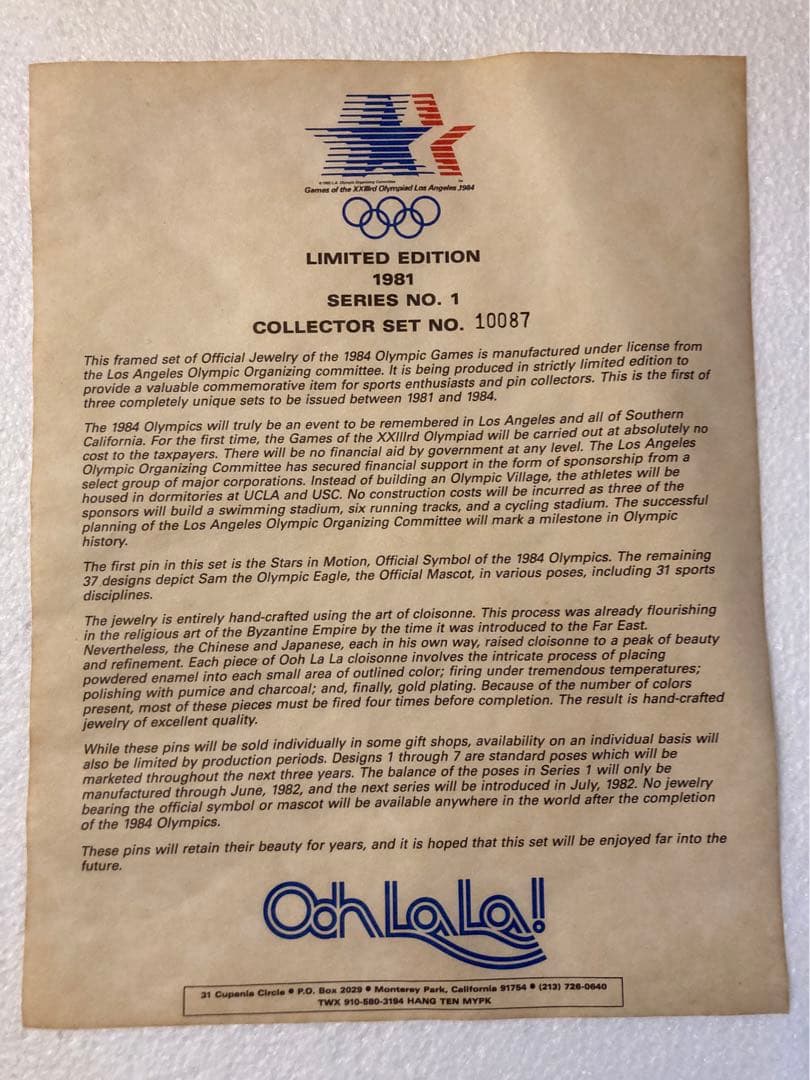 © 1980 L.A. Olympic Organizing Committee TM
Games of the XXIIIrd Olympiad Los Angeles 1984
LIMITED EDITION
1981
SERIES NO. 1
COLLECTOR SET NO. 10087
This framed set of Official Jewelry of the 1984 Olympic Games is manufactured under license from
the Los Angeles Olympic Organizing committee. It is being produced in strictly limited edition to
provide a valuable commemorative item for sports enthusiasts and pin collectors. This is the first of
three completely unique sets to be issued between 1981 and 1984.
The 1984 Olympics will truly be an event to be remembered in Los Angeles and all of Southern
California. For the first time, the Games of the XXIIIrd Olympiad will be carried out at absolutely no
cost to the taxpayers. There will be no financial aid by government at any level. The Los Angeles
Olympic Organizing Committee has secured financial support in the form of sponsorship from a
select group of major corporations. Instead of building an Olympic Village, the athletes will be
housed in dormitories at UCLA and USC. No construction costs will be incurred as three of the
sponsors will build a swimming stadium, six running tracks, and a cycling stadium. The successful
planning of the Los Angeles Olympic Organizing Committee will mark a milestone in Olympic
history.
The first pin in this set is the Stars in Motion, Official Symbol of the 1984 Olympics. The remaining
37 designs depict Sam the Olympic Eagle, the Official Mascot, in various poses, including 31 sports
disciplines.
The jewelry is entirely hand-crafted using the art of cloisonne. This process was already flourishing
in the religious art of the Byzantine Empire by the time it was introduced to the Far East.
Nevertheless, the Chinese and Japanese, each in his own way, raised cloisonne to a peak of beauty
and refinement. Each piece of Ooh La La cloisonne involves the intricate process of placing
powdered enamel into each small area of outlined color; firing under tremendous temperatures;
polishing with pumice and charcoal; and, finally, gold plating. Because of the number of colors
present, most of these pieces must be fired four times before completion. The result is hand-crafted
jewelry of excellent quality.
While these pins will be sold individually in some gift shops, availability on an individual basis will
also be limited by production periods. Designs 1 through 7 are standard poses which will be
marketed throughout the next three years. The balance of the poses in Series 1 will only be
manufactured through June, 1982, and the next series will be introduced in July, 1982. No jewelry
bearing the official symbol or mascot will be available anywhere in the world after the completion
of the 1984 Olympics.
These pins will retain their beauty for years, and it is hoped that this set will be enjoyed far into the
future.
Ooh La La!
31 Cupania Circle • P.O. Box 2029 • Monterey Park, California 91754 • (213) 726-0640
TWX 910-580-3194 HANG TEN MYPK